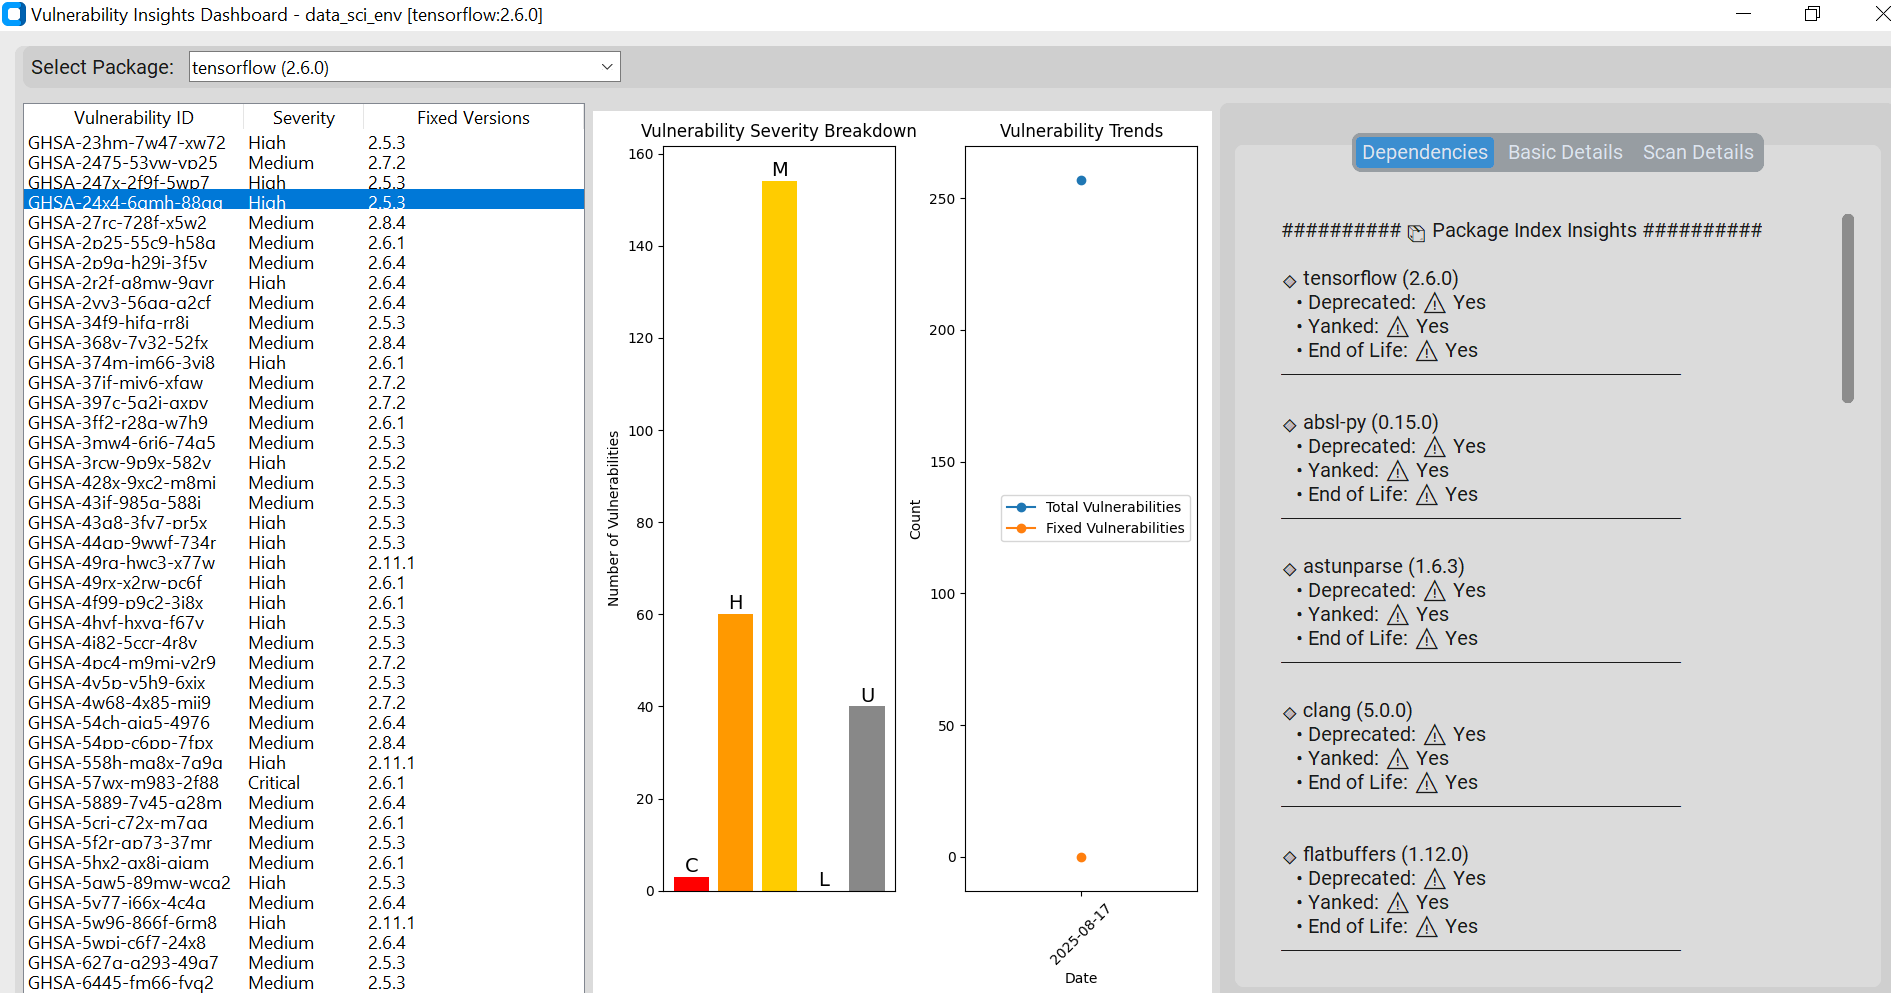 Vulnerability Insights Dashboard - data_sci_env [tensorflow:2.6.0]
Select Package: tensorflow (2.6.0)
Vulnerability ID Severity Fixed Versions
GHSA-23hm-7w47-xw72 High 2.5.3
GHSA-2475-53vw-vp25 Medium 2.7.2
GHSA-247x-2f9f-5wp7 High 2.5.3
GHSA-24x4-6qmh-88qg High 2.5.3
GHSA-27rc-728f-x5w2 Medium 2.8.4
GHSA-2p25-55c9-h58q Medium 2.6.1
GHSA-2p9q-h29j-3f5v Medium 2.6.4
GHSA-2r2f-g8mw-9gvr High 2.6.4
GHSA-2vv3-56qg-g2cf Medium 2.6.4
GHSA-34f9-hjfq-rr8j Medium 2.5.3
GHSA-368v-7v32-52fx Medium 2.8.4
GHSA-374m-jm66-3vj8 High 2.6.1
GHSA-37jf-mjv6-xfqw Medium 2.7.2
GHSA-397c-5g2j-qxpv Medium 2.7.2
GHSA-3ff2-r28g-w7h9 Medium 2.6.1
GHSA-3mw4-6rj6-74g5 Medium 2.5.3
GHSA-3rcw-9p9x-582v High 2.5.2
GHSA-428x-9xc2-m8mj Medium 2.5.3
GHSA-43jf-985q-588j Medium 2.5.3
GHSA-43q8-3fv7-pr5x High 2.5.3
GHSA-44qp-9wwf-734r High 2.5.3
GHSA-49rq-hwc3-x77w High 2.11.1
GHSA-49rx-x2rw-pc6f High 2.6.1
GHSA-4f99-p9c2-3j8x High 2.6.1
GHSA-4hvf-hxvg-f67v High 2.5.3
GHSA-4j82-5ccr-4r8v Medium 2.5.3
GHSA-4pc4-m9mj-v2r9 Medium 2.7.2
GHSA-4v5p-v5h9-6xjx Medium 2.5.3
GHSA-4w68-4x85-mjj9 Medium 2.7.2
GHSA-54ch-gjq5-4976 Medium 2.6.4
GHSA-54pp-c6pp-7fpx Medium 2.8.4
GHSA-558h-mq8x-7q9g High 2.11.1
GHSA-57wx-m983-2f88 Critical 2.6.1
GHSA-5889-7v45-q28m Medium 2.6.4
GHSA-5crj-c72x-m7gq Medium 2.6.1
GHSA-5f2r-qp73-37mr Medium 2.5.3
GHSA-5hx2-qx8j-qjqm Medium 2.6.1
GHSA-5qw5-89mw-wcg2 High 2.5.3
GHSA-5v77-j66x-4c4g Medium 2.6.4
GHSA-5w96-866f-6rm8 High 2.11.1
GHSA-5wpj-c6f7-24x8 Medium 2.6.4
GHSA-627q-g293-49q7 Medium 2.5.3
GHSA-6445-fm66-fvq2 Medium 2.5.3
Vulnerability Severity Breakdown
Number of Vulnerabilities
160
140
120
100
80
60
40
20
0
C
H
M
L
U
Vulnerability Trends
Count
250
200
150
100
50
0
Total Vulnerabilities
Fixed Vulnerabilities
2025-08-17
Date
Dependencies Basic Details Scan Details
########## Package Index Insights ##########
tensorflow (2.6.0)
• Deprecated: ⚠ Yes
• Yanked: ⚠ Yes
• End of Life: ⚠ Yes
absl-py (0.15.0)
• Deprecated: ⚠ Yes
• Yanked: ⚠ Yes
• End of Life: ⚠ Yes
astunparse (1.6.3)
• Deprecated: ⚠ Yes
• Yanked: ⚠ Yes
• End of Life: ⚠ Yes
clang (5.0.0)
• Deprecated: ⚠ Yes
• Yanked: ⚠ Yes
• End of Life: ⚠ Yes
flatbuffers (1.12.0)
• Deprecated: ⚠ Yes
• Yanked: ⚠ Yes
• End of Life: ⚠ Yes